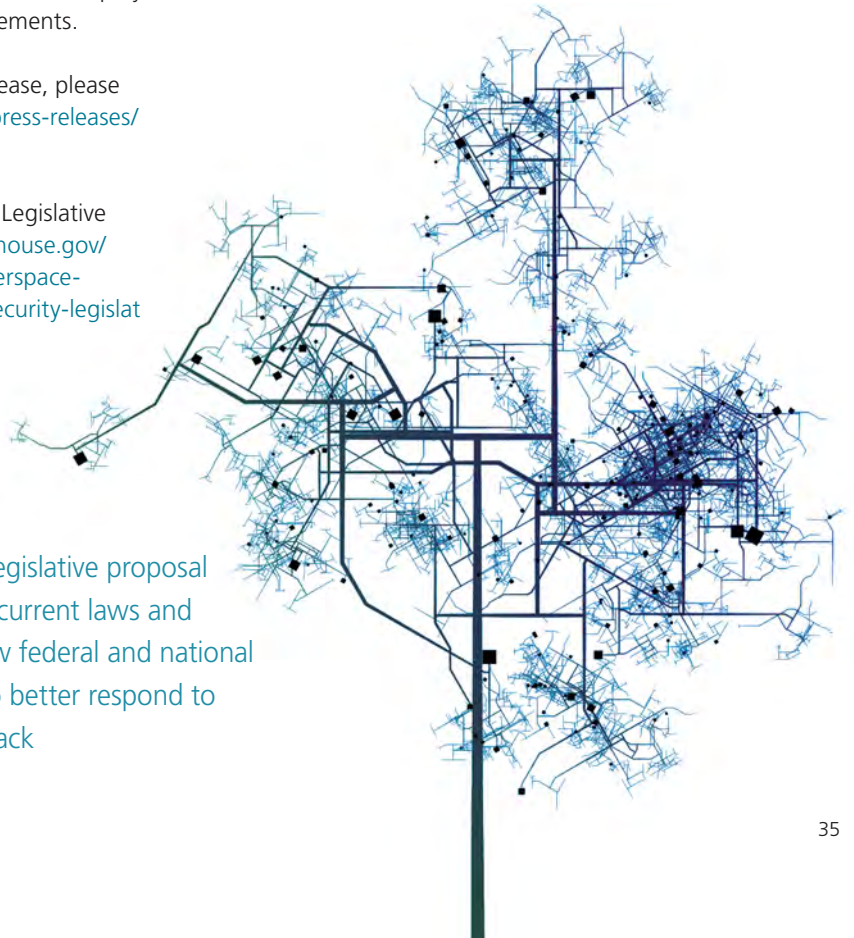 ements.
ease, please
press-releases/
Legislative
house.gov/
erspace-
ecurity-legislat
egislative proposal
current laws and
w federal and national
better respond to
ack
35